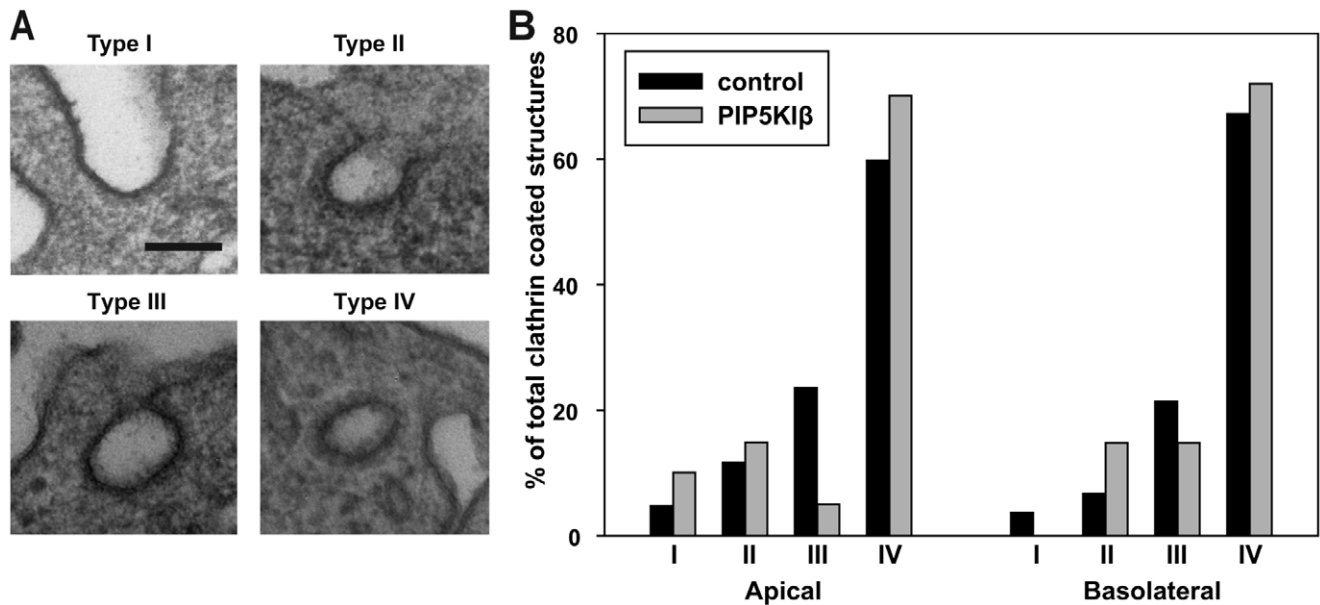 A
Type I
Type II
Type III
Type IV
B
% of total clathrin coated structures
80
60
40
20
0
control
PIP5KIβ
I II III IV I II III IV
Apical Basolateral